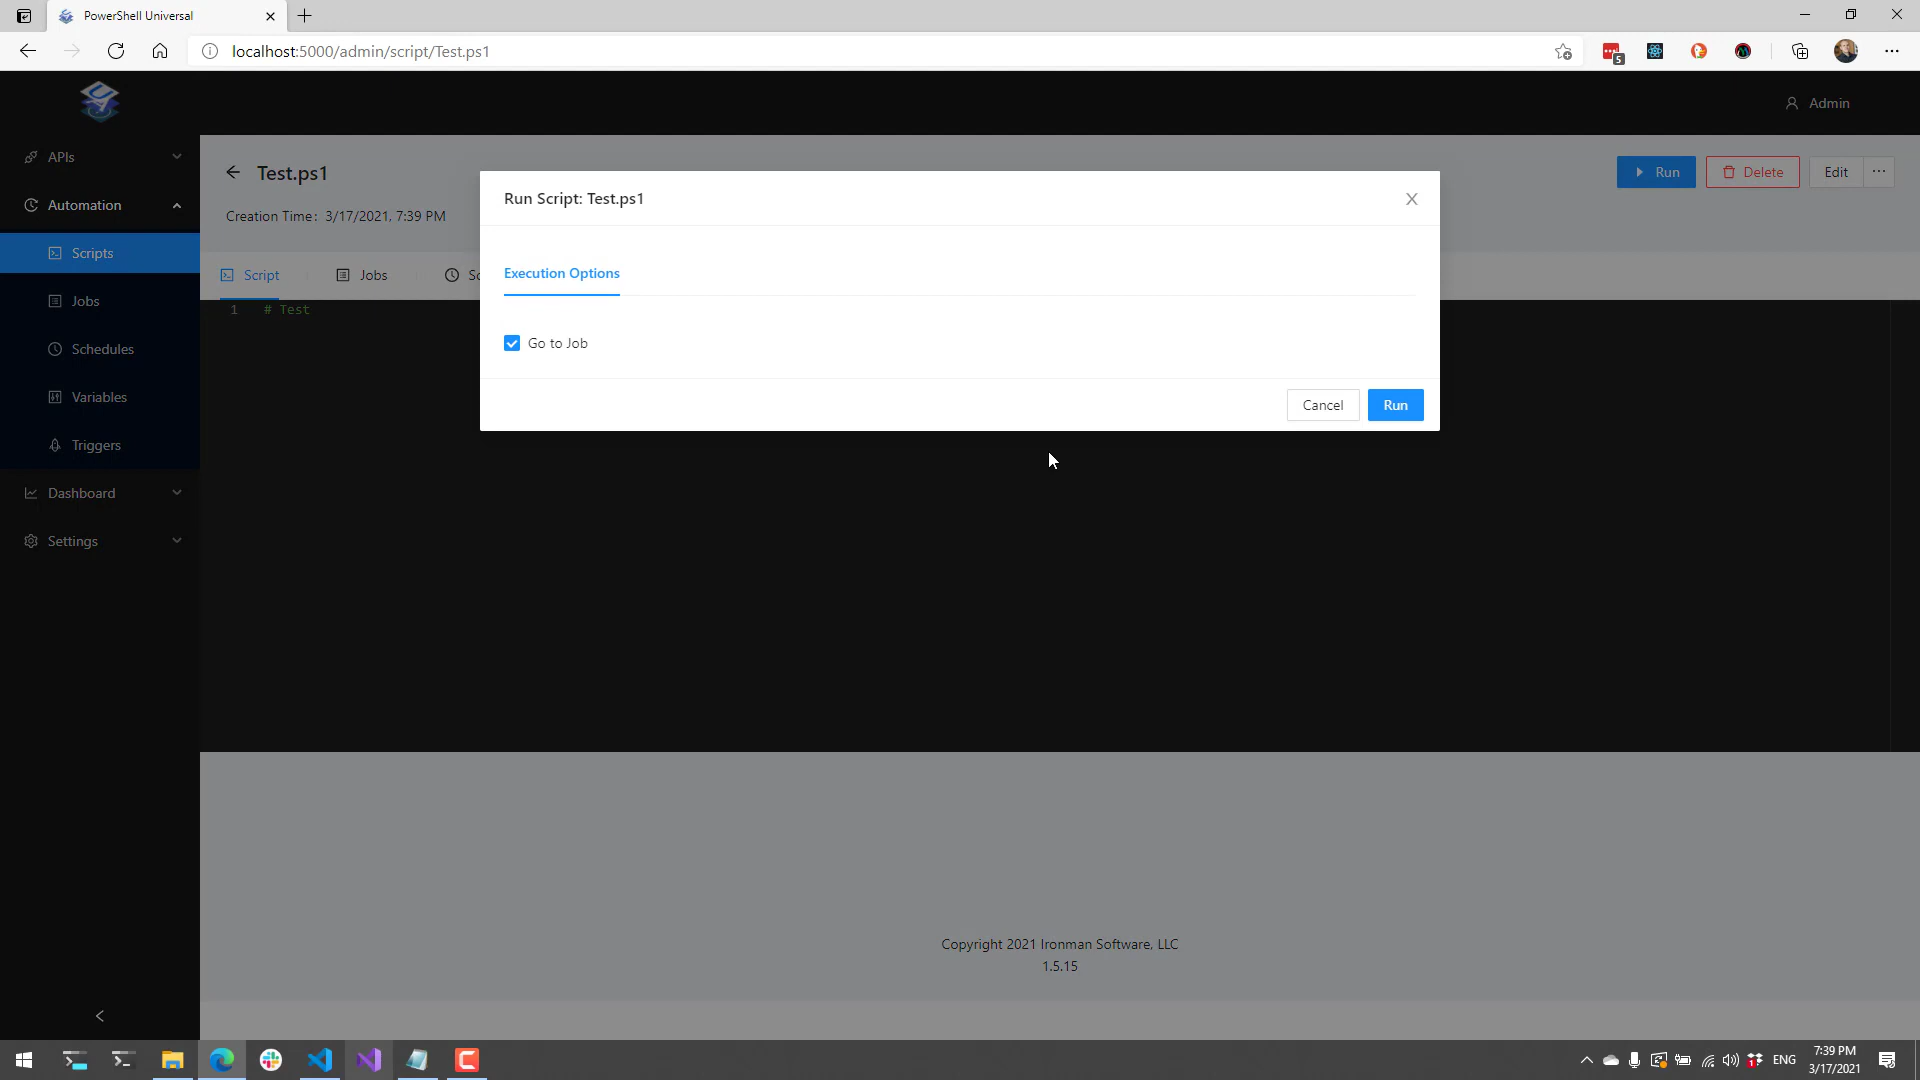 PowerShell Universal
localhost:5000/admin/script/Test.ps1
5
Admin
APIs
Automation
Scripts
Jobs
Schedules
Variables
Triggers
Dashboard
Settings
Test.ps1
Run
Delete
Edit
Creation Time: 3/17/2021, 7:39 PM
Script
Jobs
Sc
1 # Test
Run Script: Test.ps1
Execution Options
Go to Job
Cancel
Run
Copyright 2021 Ironman Software, LLC
1.5.15
ENG
7:39 PM
3/17/2021